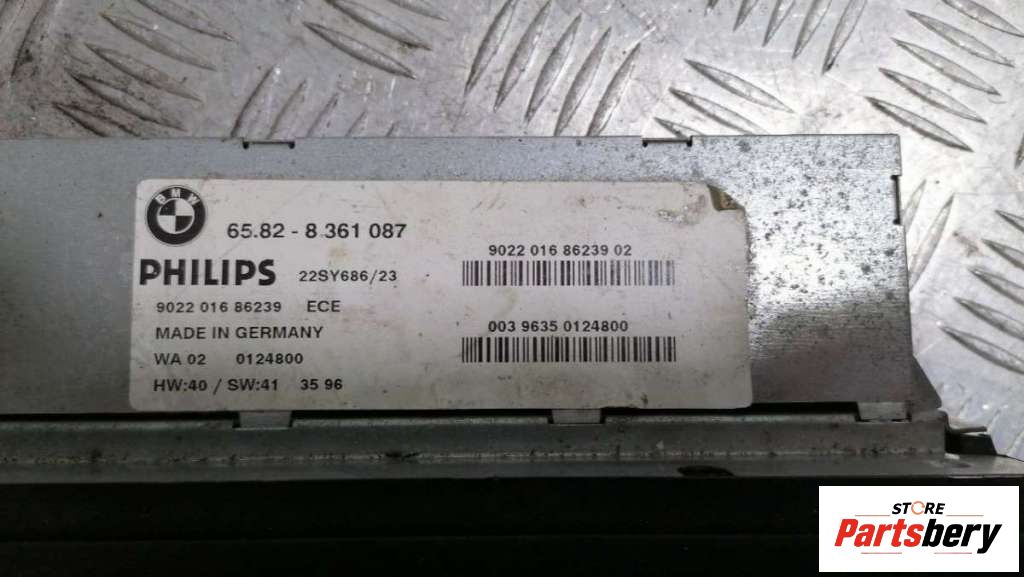 BMW
65.82 - 8 361 087
PHILIPS 22SY686/23
9022 016 86239 ECE
MADE IN GERMANY
WA 02 0124800
HW:40 / SW:41 35 96
9022 016 86239 02
003 9635 0124800
STORE
Partsbery